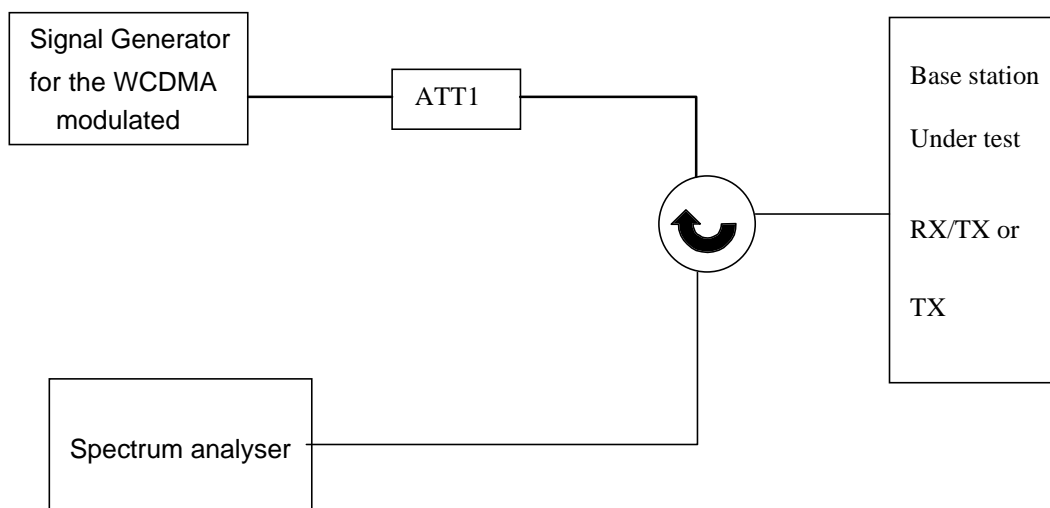 Signal Generator
for the WCDMA
modulated
ATT1
Base station
Under test
RX/TX or
TX
Spectrum analyser